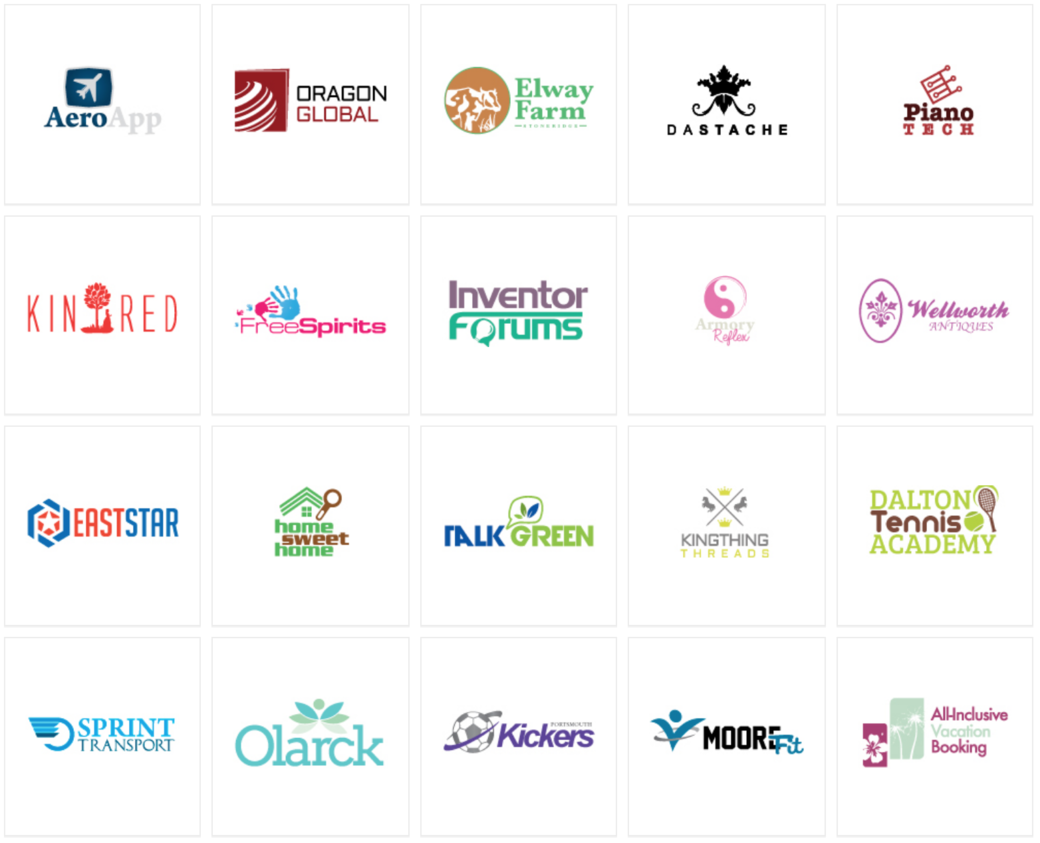 AeroApp
DRAGON
GLOBAL
Elway
Farm
DASTACHE
Piano
TECH
KINDRED
FreeSpirits
Inventor
Forums
Armory
Reflex
Wellworth
ANTIQUES
EASTSTAR
home
sweet
home
TALK GREEN
KINGTHING
THREADS
DALTON
Tennis
ACADEMY
SPRINT
TRANSPORT
Olarck
PORTSMOUTH
Kickers
MOORE Fit
All-Inclusive
Vacation
Booking